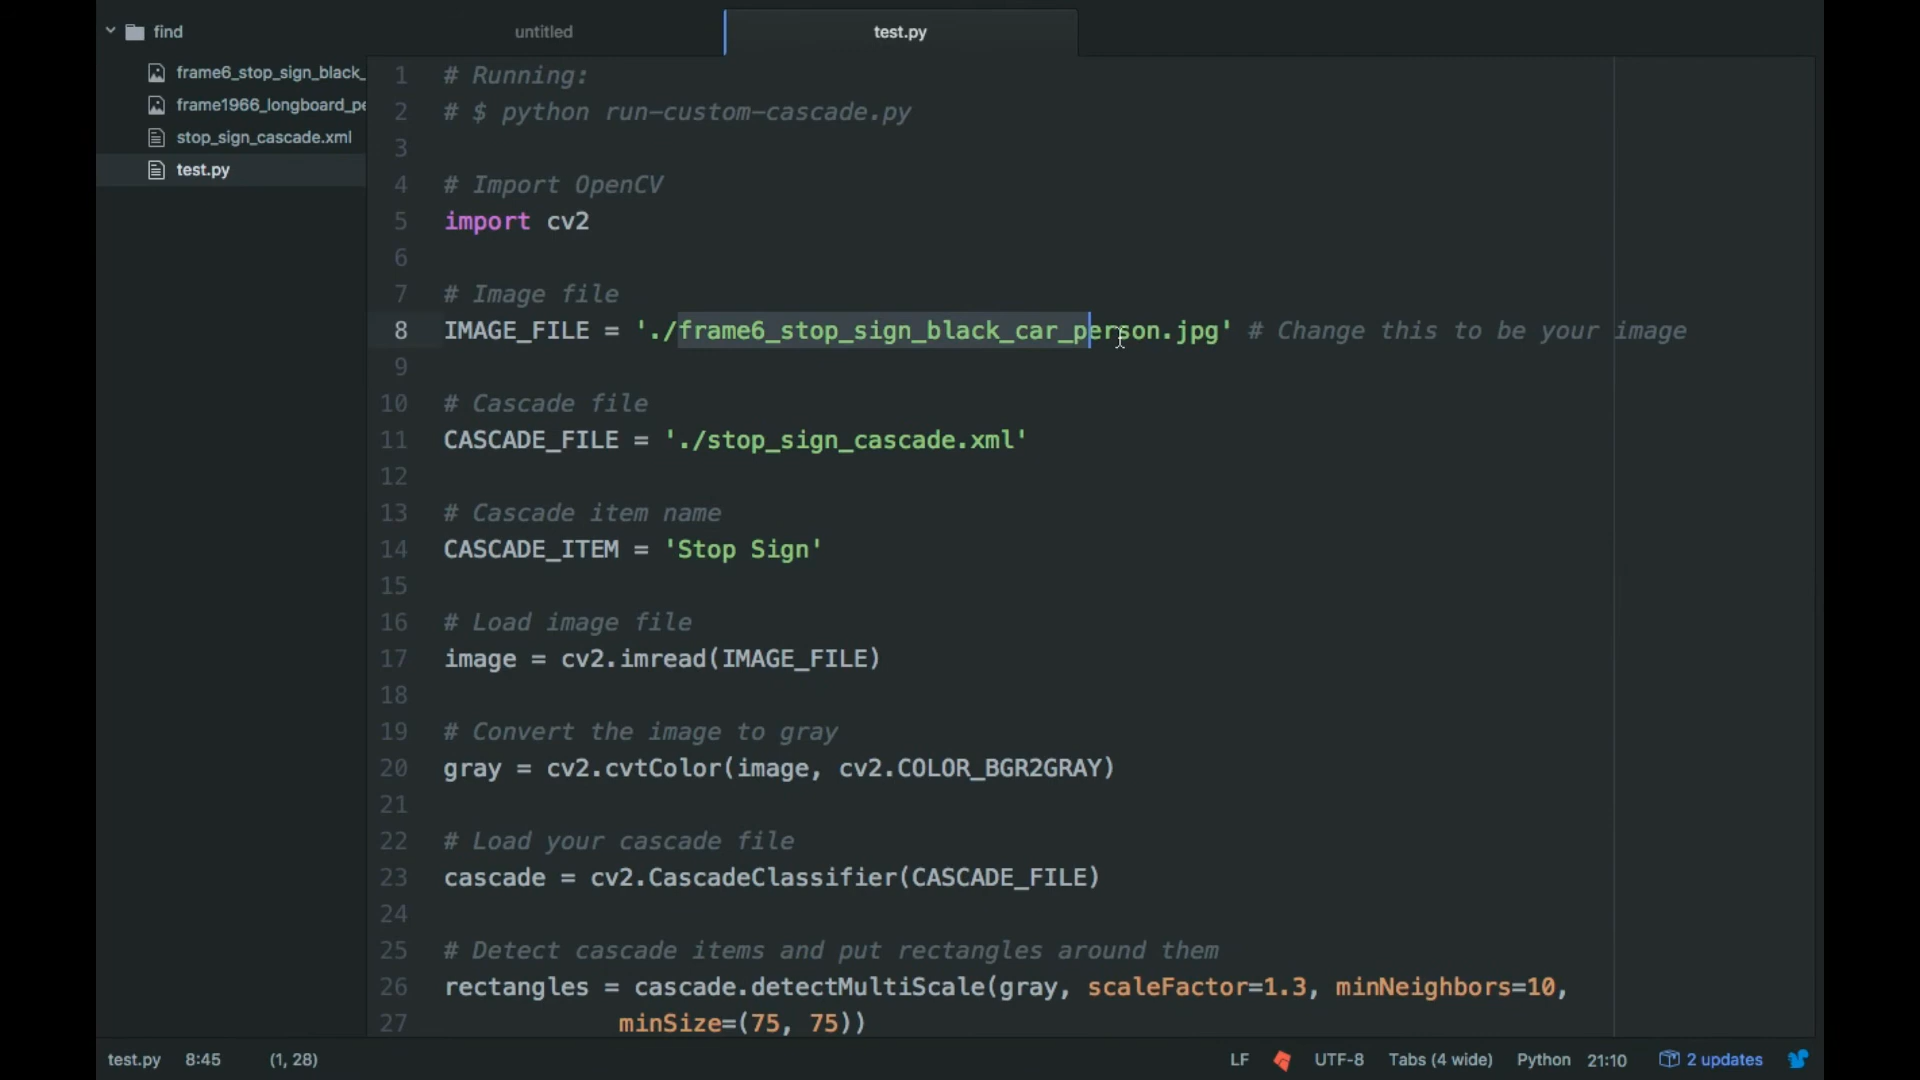 find
untitled
test.py
frame6_stop_sign_black_
frame1966_longboard_pe
stop_sign_cascade.xml
test.py
1 # Running:
2 # $ python run-custom-cascade.py
3
4 # Import OpenCV
5 import cv2
6
7 # Image file
8 IMAGE_FILE = './frame6_stop_sign_black_car_person.jpg' # Change this to be your image
9
10 # Cascade file
11 CASCADE_FILE = './stop_sign_cascade.xml'
12
13 # Cascade item name
14 CASCADE_ITEM = 'Stop Sign'
15
16 # Load image file
17 image = cv2.imread(IMAGE_FILE)
18
19 # Convert the image to gray
20 gray = cv2.cvtColor(image, cv2.COLOR_BGR2GRAY)
21
22 # Load your cascade file
23 cascade = cv2.CascadeClassifier(CASCADE_FILE)
24
25 # Detect cascade items and put rectangles around them
26 rectangles = cascade.detectMultiScale(gray, scaleFactor=1.3, minNeighbors=10,
27 minSize=(75, 75))
test.py 8:45 (1, 28) LF UTF-8 Tabs (4 wide) Python 21:10 2 updates